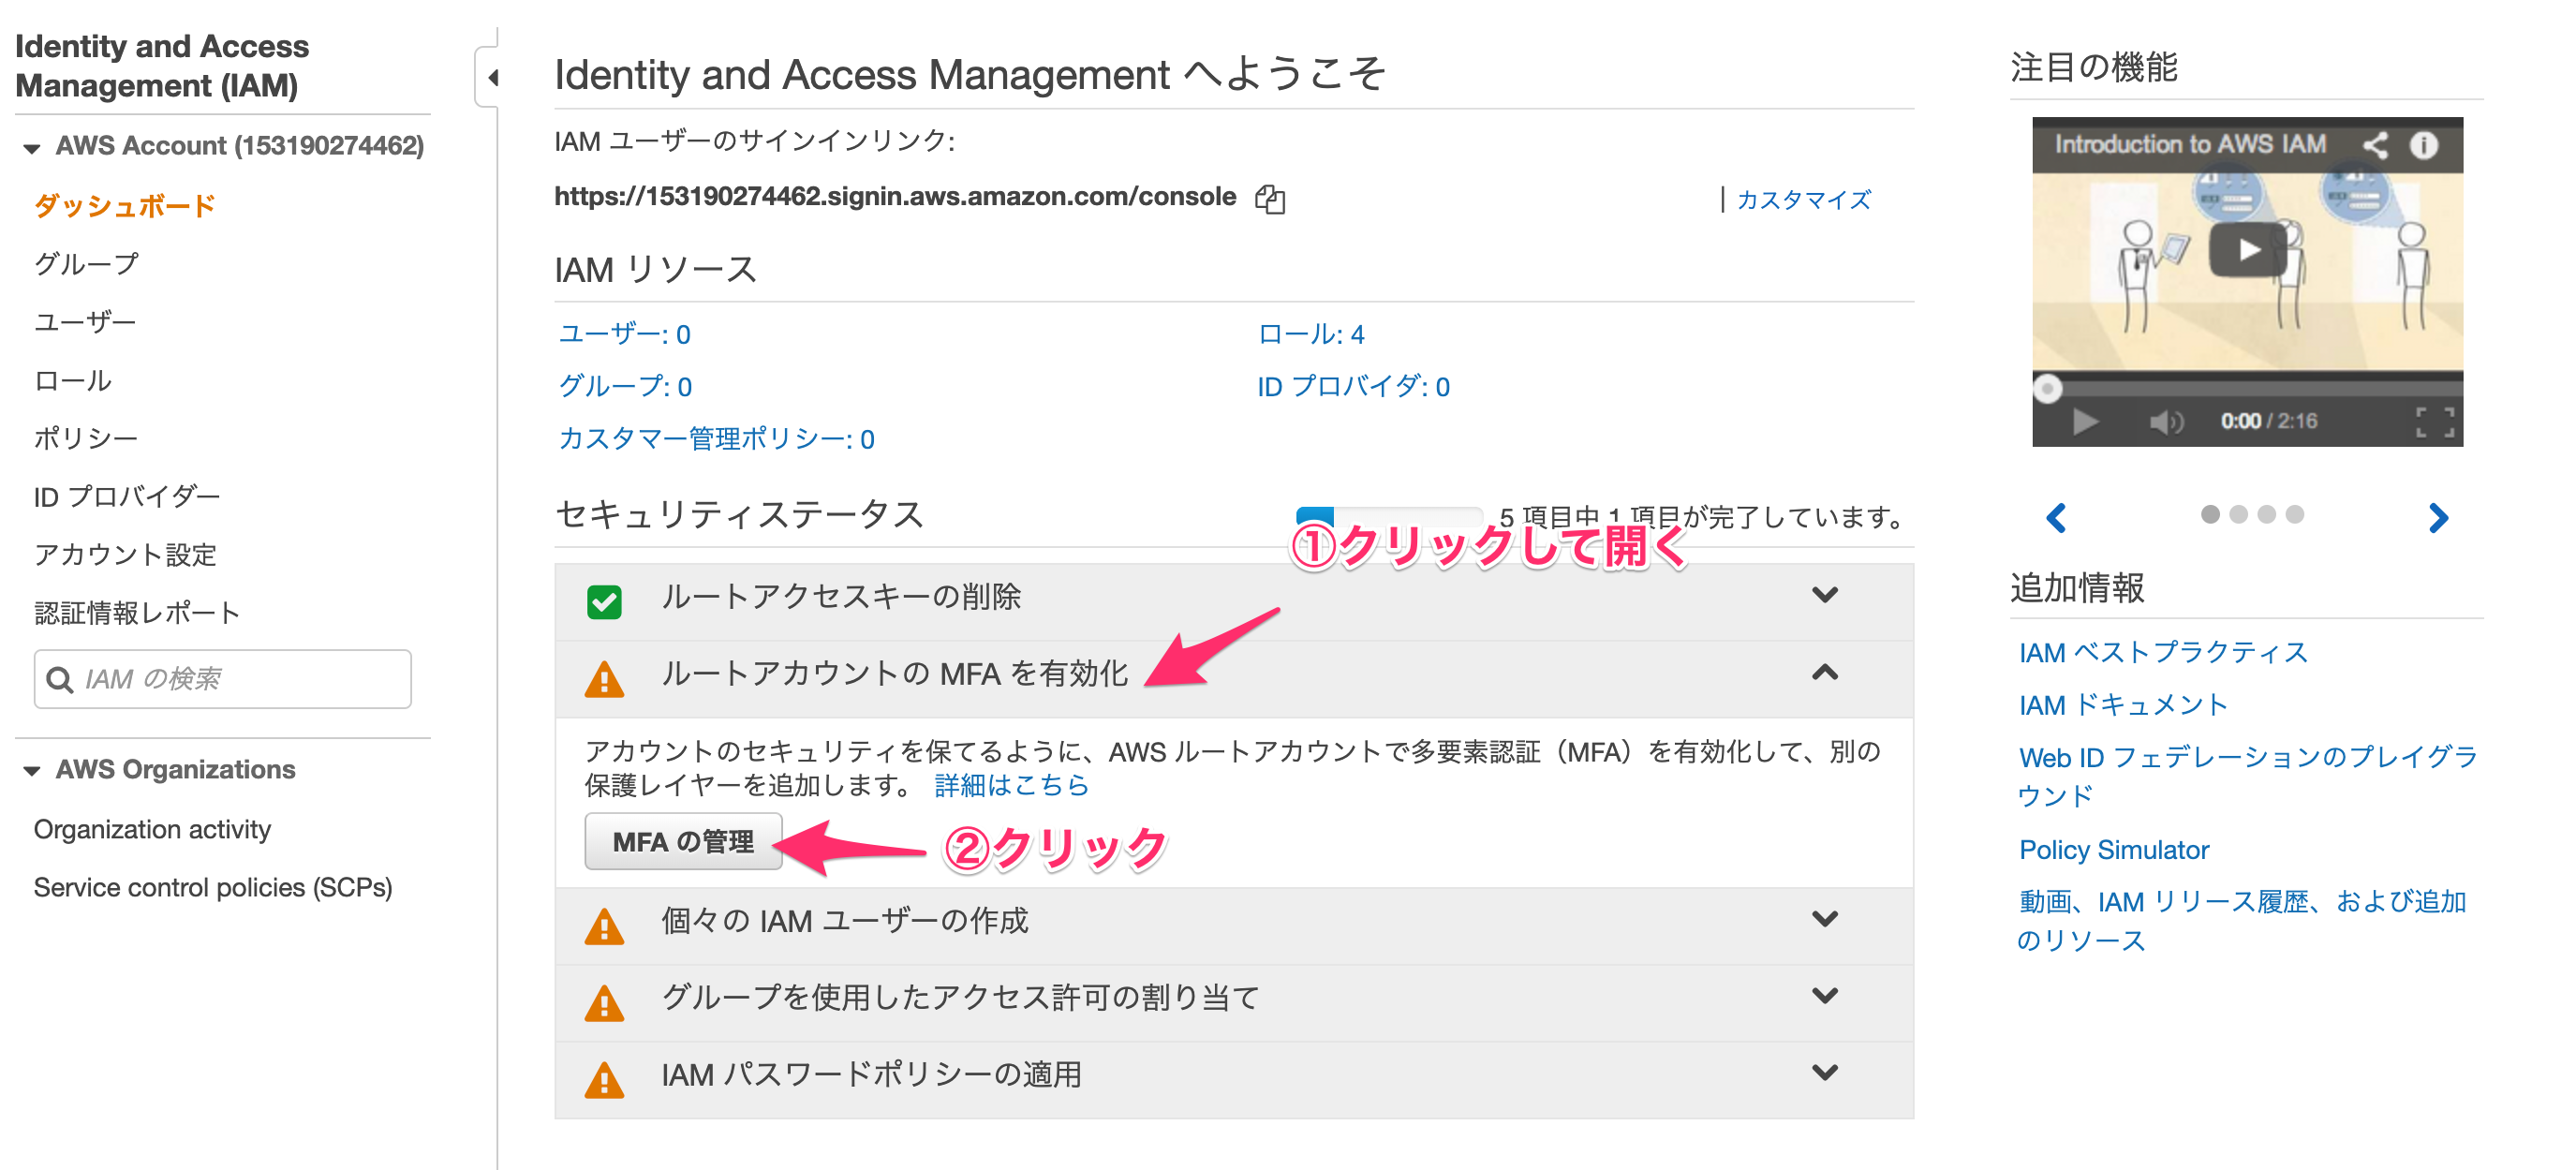 Identity and Access
Management (IAM)
AWS Account (153190274462)
ダッシュボード
グループ
ユーザー
ロール
ポリシー
ID プロバイダー
アカウント設定
認証情報レポート
IAM の検索
AWS Organizations
Organization activity
Service control policies (SCPs)
Identity and Access Management へようこそ
IAM ユーザーのサインインリンク:
https://153190274462.signin.aws.amazon.com/console
| カスタマイズ
IAM リソース
ユーザー: 0
ロール: 4
グループ: 0
ID プロバイダ: 0
カスタマー管理ポリシー: 0
セキュリティステータス
5 項目中 1 項目が完了しています。
①クリックして開く
ルートアクセスキーの削除
ルートアカウントの MFA を有効化
アカウントのセキュリティを保てるように、AWS ルートアカウントで多要素認証（MFA）を有効化して、別の
保護レイヤーを追加します。 詳細はこちら
MFA の管理
②クリック
個々の IAM ユーザーの作成
グループを使用したアクセス許可の割り当て
IAM パスワードポリシーの適用
注目の機能
Introduction to AWS IAM
0:00 / 2:16
追加情報
IAM ベストプラクティス
IAM ドキュメント
Web ID フェデレーションのプレイグラ
ウンド
Policy Simulator
動画、IAM リリース履歴、および追加
のリソース